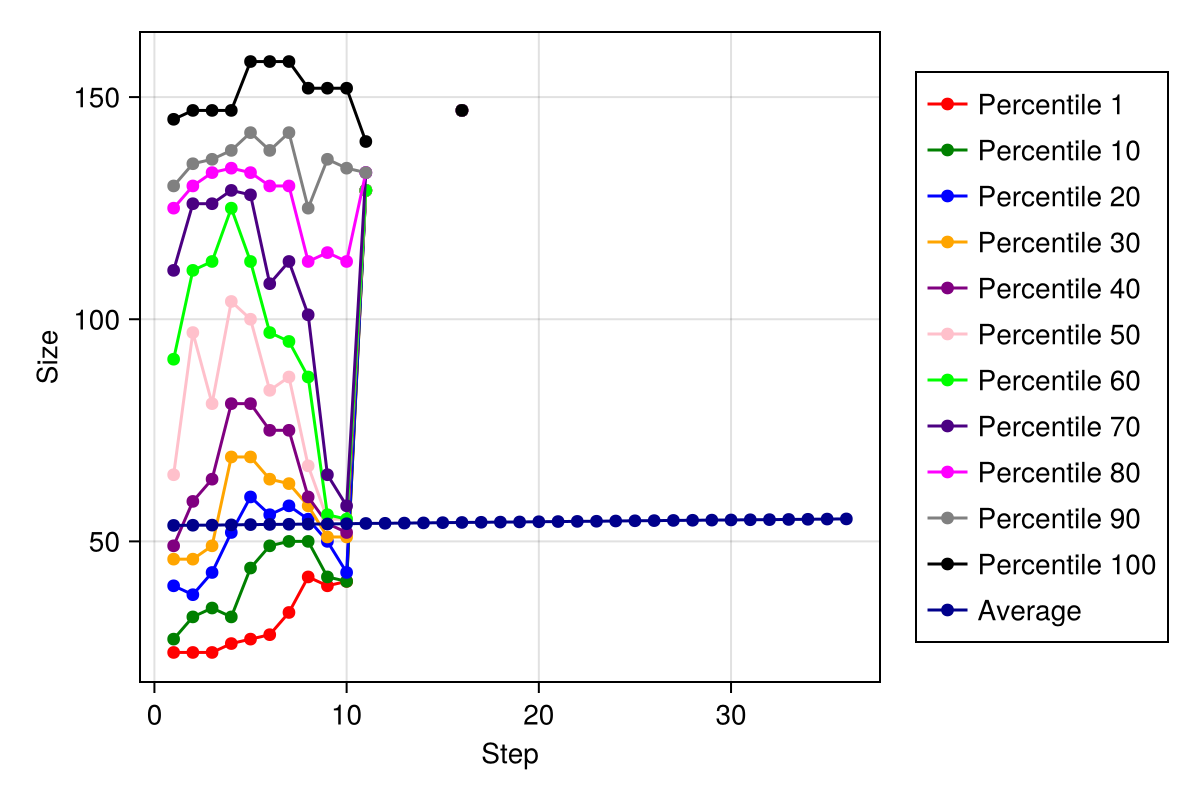 150
100
50
Size
0
10
20
30
Step
Percentile 1
Percentile 10
Percentile 20
Percentile 30
Percentile 40
Percentile 50
Percentile 60
Percentile 70
Percentile 80
Percentile 90
Percentile 100
Average